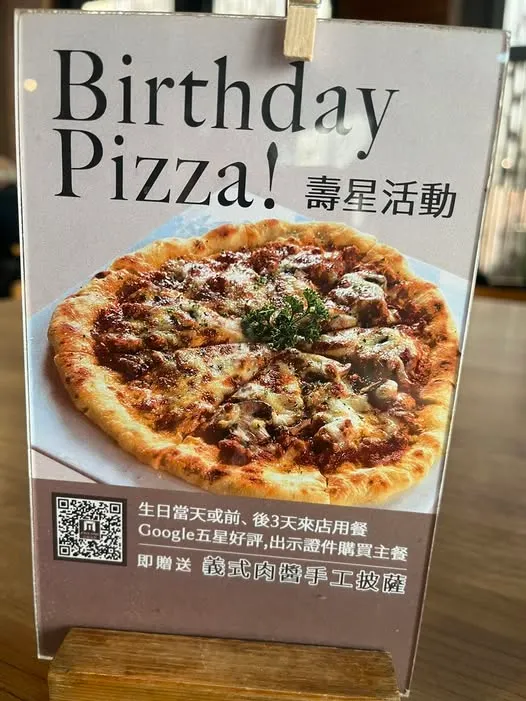 Birthday
Pizza! 壽星活動
生日當天或前、後3天來店用餐
Google五星好評,出示證件購買主餐
即贈送 義式肉醬手工披薩